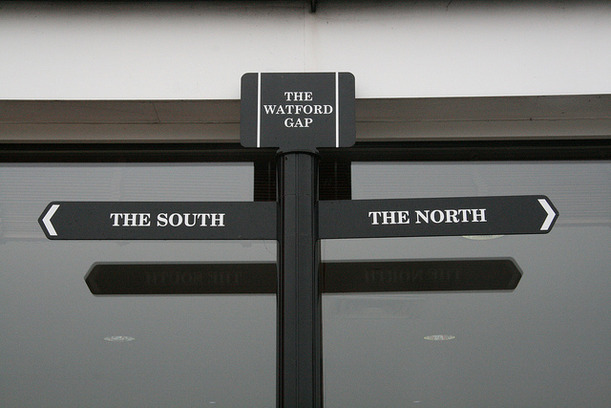 THE
WATFORD
GAP
THE SOUTH
THE NORTH